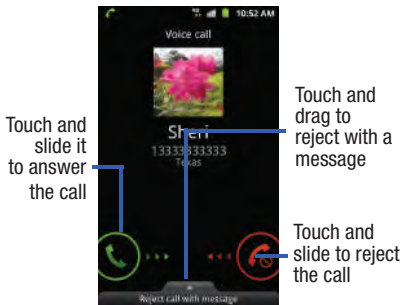 10:52 AM
Voice call
Sheri
13333333333
Texas
Touch and
slide it
to answer
the call
Touch and
drag to
reject with a
message
Touch and
slide to reject
the call
Reject call with message